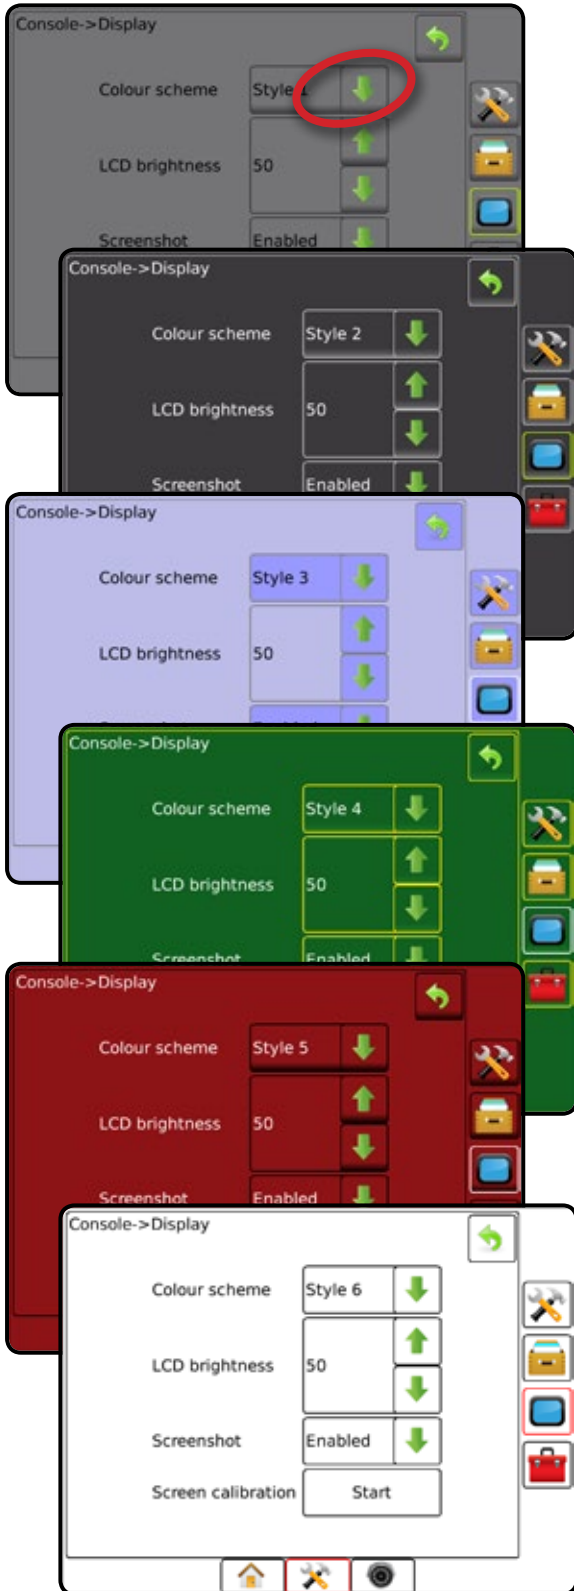 Console->Display
Colour scheme Style 1
LCD brightness 50
Screenshot Enabled
Console->Display
Colour scheme Style 2
LCD brightness 50
Screenshot Enabled
Console->Display
Colour scheme Style 3
LCD brightness 50
Console->Display
Colour scheme Style 4
LCD brightness 50
Screenshot Enabled
Console->Display
Colour scheme Style 5
LCD brightness 50
Screenshot Enabled
Console->Display
Colour scheme Style 6
LCD brightness 50
Screenshot Enabled
Screen calibration Start